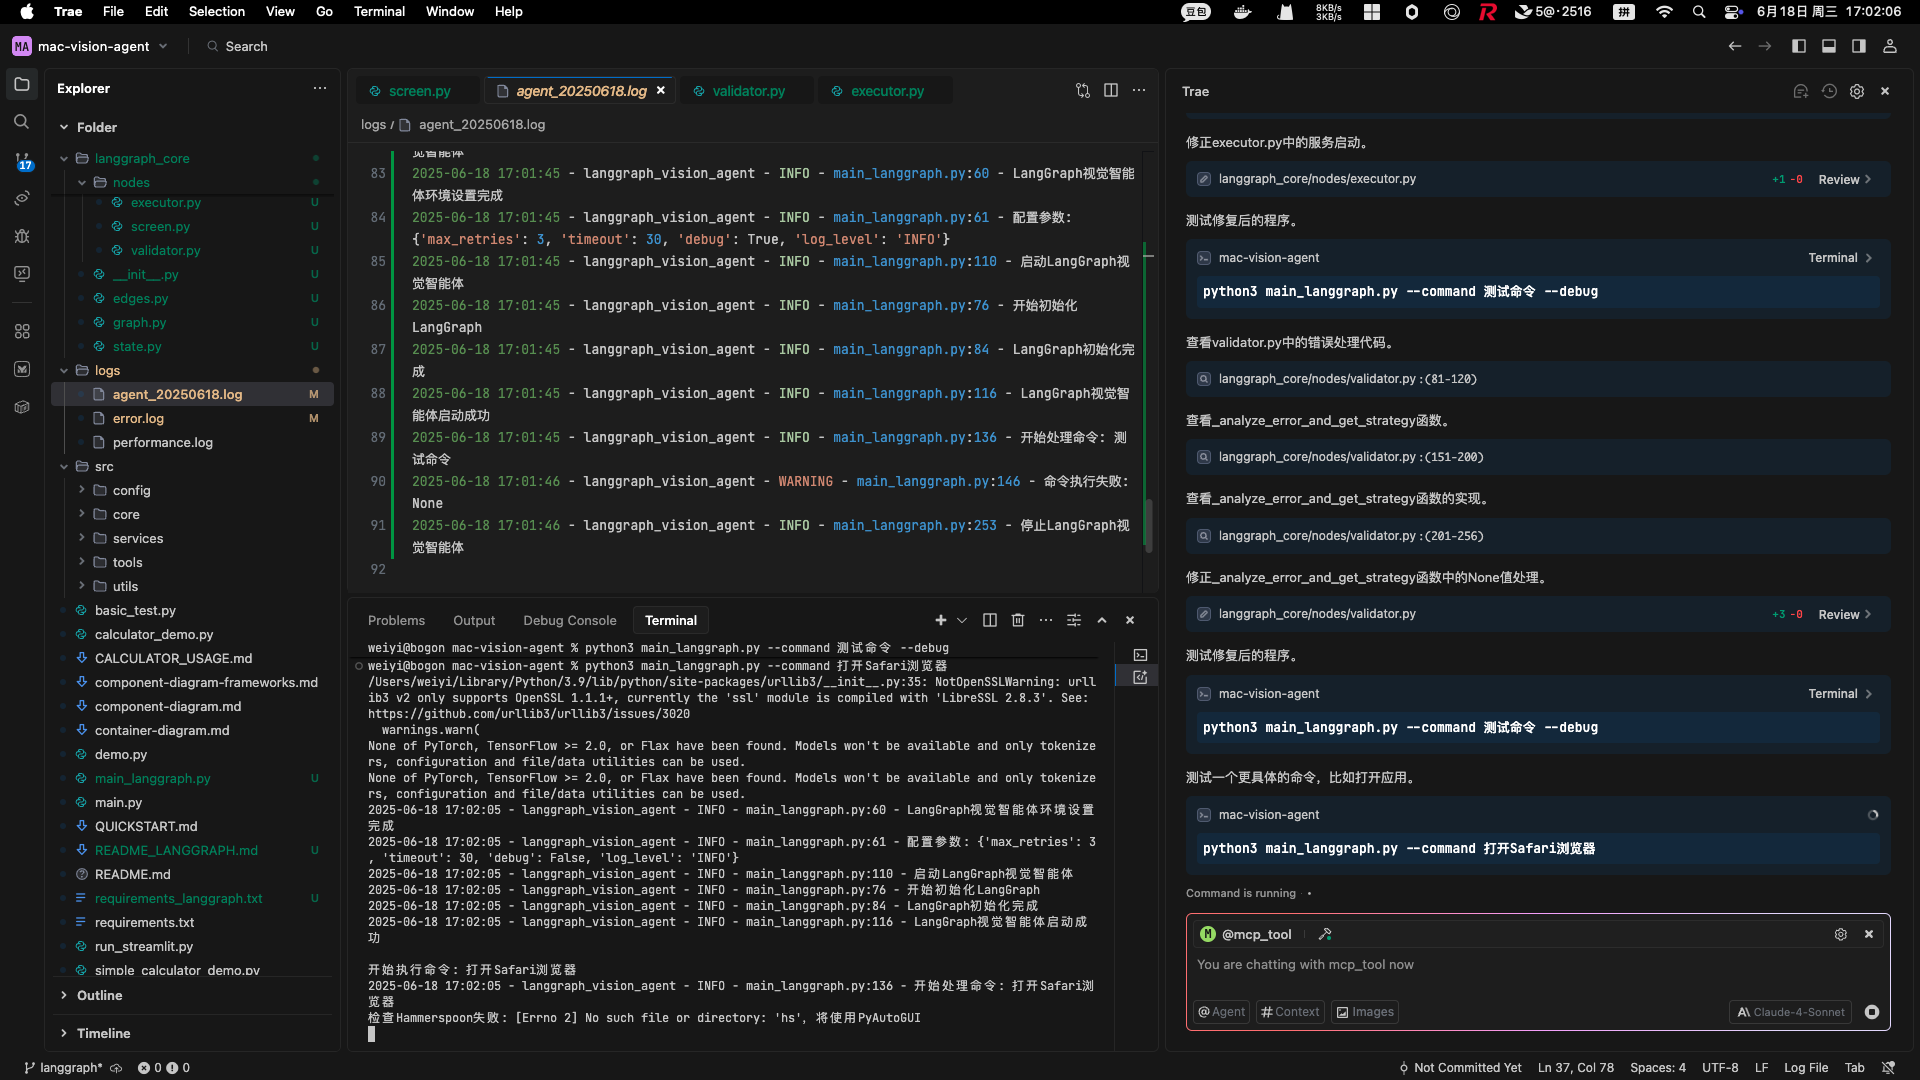 Trae File Edit Selection View Go Terminal Window Help
豆包 8KB/s 3KB/s 5@·2516 拼 6月18日 周三 17:02:06
MA mac-vision-agent Search
Explorer
Folder
langgraph_core
nodes
executor.py U
screen.py U
validator.py U
__init__.py U
edges.py U
graph.py U
state.py U
logs
agent_20250618.log M
error.log M
performance.log
src
config
core
services
tools
utils
basic_test.py
calculator_demo.py
CALCULATOR_USAGE.md
component-diagram-frameworks.md
component-diagram.md
container-diagram.md
demo.py
main_langgraph.py U
main.py
QUICKSTART.md
README_LANGGRAPH.md U
README.md
requirements_langgraph.txt U
requirements.txt
run_streamlit.py
simple_calculator_demo.py
Outline
Timeline
17
screen.py agent_20250618.log validator.py executor.py
logs / agent_20250618.log
觉智能体
83 2025-06-18 17:01:45 - langgraph_vision_agent - INFO - main_langgraph.py:60 - LangGraph视觉智能
体环境设置完成
84 2025-06-18 17:01:45 - langgraph_vision_agent - INFO - main_langgraph.py:61 - 配置参数:
{'max_retries': 3, 'timeout': 30, 'debug': True, 'log_level': 'INFO'}
85 2025-06-18 17:01:45 - langgraph_vision_agent - INFO - main_langgraph.py:110 - 启动LangGraph视
觉智能体
86 2025-06-18 17:01:45 - langgraph_vision_agent - INFO - main_langgraph.py:76 - 开始初始化
LangGraph
87 2025-06-18 17:01:45 - langgraph_vision_agent - INFO - main_langgraph.py:84 - LangGraph初始化完
成
88 2025-06-18 17:01:45 - langgraph_vision_agent - INFO - main_langgraph.py:116 - LangGraph视觉智
能体启动成功
89 2025-06-18 17:01:45 - langgraph_vision_agent - INFO - main_langgraph.py:136 - 开始处理命令: 测
试命令
90 2025-06-18 17:01:46 - langgraph_vision_agent - WARNING - main_langgraph.py:146 - 命令执行失败:
None
91 2025-06-18 17:01:46 - langgraph_vision_agent - INFO - main_langgraph.py:253 - 停止LangGraph视
觉智能体
92
Problems Output Debug Console Terminal
weiyi@bogon mac-vision-agent % python3 main_langgraph.py --command 测试命令 --debug
weiyi@bogon mac-vision-agent % python3 main_langgraph.py --command 打开Safari浏览器
/Users/weiyi/Library/Python/3.9/lib/python/site-packages/urllib3/__init__.py:35: NotOpenSSLWarning: url
lib3 v2 only supports OpenSSL 1.1.1+, currently the 'ssl' module is compiled with 'LibreSSL 2.8.3'. See:
https://github.com/urllib3/urllib3/issues/3020
warnings.warn(
None of PyTorch, TensorFlow >= 2.0, or Flax have been found. Models won't be available and only tokenize
rs, configuration and file/data utilities can be used.
None of PyTorch, TensorFlow >= 2.0, or Flax have been found. Models won't be available and only tokenize
rs, configuration and file/data utilities can be used.
2025-06-18 17:02:05 - langgraph_vision_agent - INFO - main_langgraph.py:60 - LangGraph视觉智能体环境设置
完成
2025-06-18 17:02:05 - langgraph_vision_agent - INFO - main_langgraph.py:61 - 配置参数: {'max_retries': 3
, 'timeout': 30, 'debug': False, 'log_level': 'INFO'}
2025-06-18 17:02:05 - langgraph_vision_agent - INFO - main_langgraph.py:110 - 启动LangGraph视觉智能体
2025-06-18 17:02:05 - langgraph_vision_agent - INFO - main_langgraph.py:76 - 开始初始化LangGraph
2025-06-18 17:02:05 - langgraph_vision_agent - INFO - main_langgraph.py:84 - LangGraph初始化完成
2025-06-18 17:02:05 - langgraph_vision_agent - INFO - main_langgraph.py:116 - LangGraph视觉智能体启动成
功
开始执行命令: 打开Safari浏览器
2025-06-18 17:02:05 - langgraph_vision_agent - INFO - main_langgraph.py:136 - 开始处理命令: 打开Safari浏
览器
检查Hammerspoon失败: [Errno 2] No such file or directory: 'hs', 将使用PyAutoGUI
Trae
修正executor.py中的服务启动。
langgraph_core/nodes/executor.py +1 -0 Review
测试修复后的程序。
mac-vision-agent Terminal
python3 main_langgraph.py --command 测试命令 --debug
查看validator.py中的错误处理代码。
langgraph_core/nodes/validator.py :(81-120)
查看_analyze_error_and_get_strategy函数。
langgraph_core/nodes/validator.py :(151-200)
查看_analyze_error_and_get_strategy函数的实现。
langgraph_core/nodes/validator.py :(201-256)
修正_analyze_error_and_get_strategy函数中的None值处理。
langgraph_core/nodes/validator.py +3 -0 Review
测试修复后的程序。
mac-vision-agent Terminal
python3 main_langgraph.py --command 测试命令 --debug
测试一个更具体的命令，比如打开应用。
mac-vision-agent
python3 main_langgraph.py --command 打开Safari浏览器
Command is running
M @mcp_tool
You are chatting with mcp_tool now
@ Agent # Context Images Claude-4-Sonnet
langgraph* 0 0 Not Committed Yet Ln 37, Col 78 Spaces: 4 UTF-8 LF Log File Tab